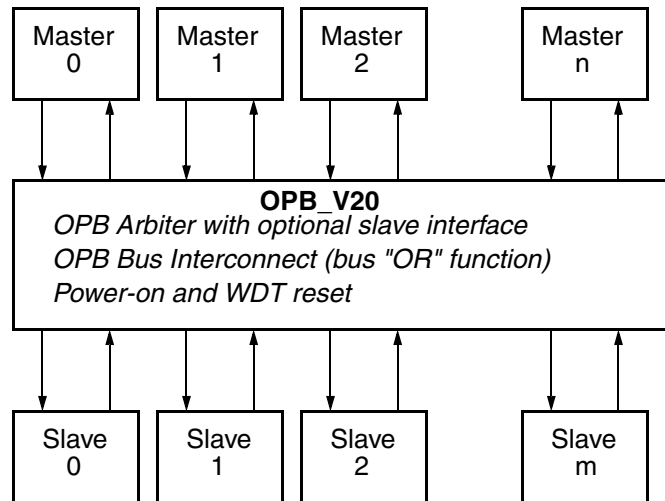 Master Master Master Master
0 1 2 n
OPB_V20
OPB Arbiter with optional slave interface
OPB Bus Interconnect (bus "OR" function)
Power-on and WDT reset
Slave Slave Slave Slave
0 1 2 m